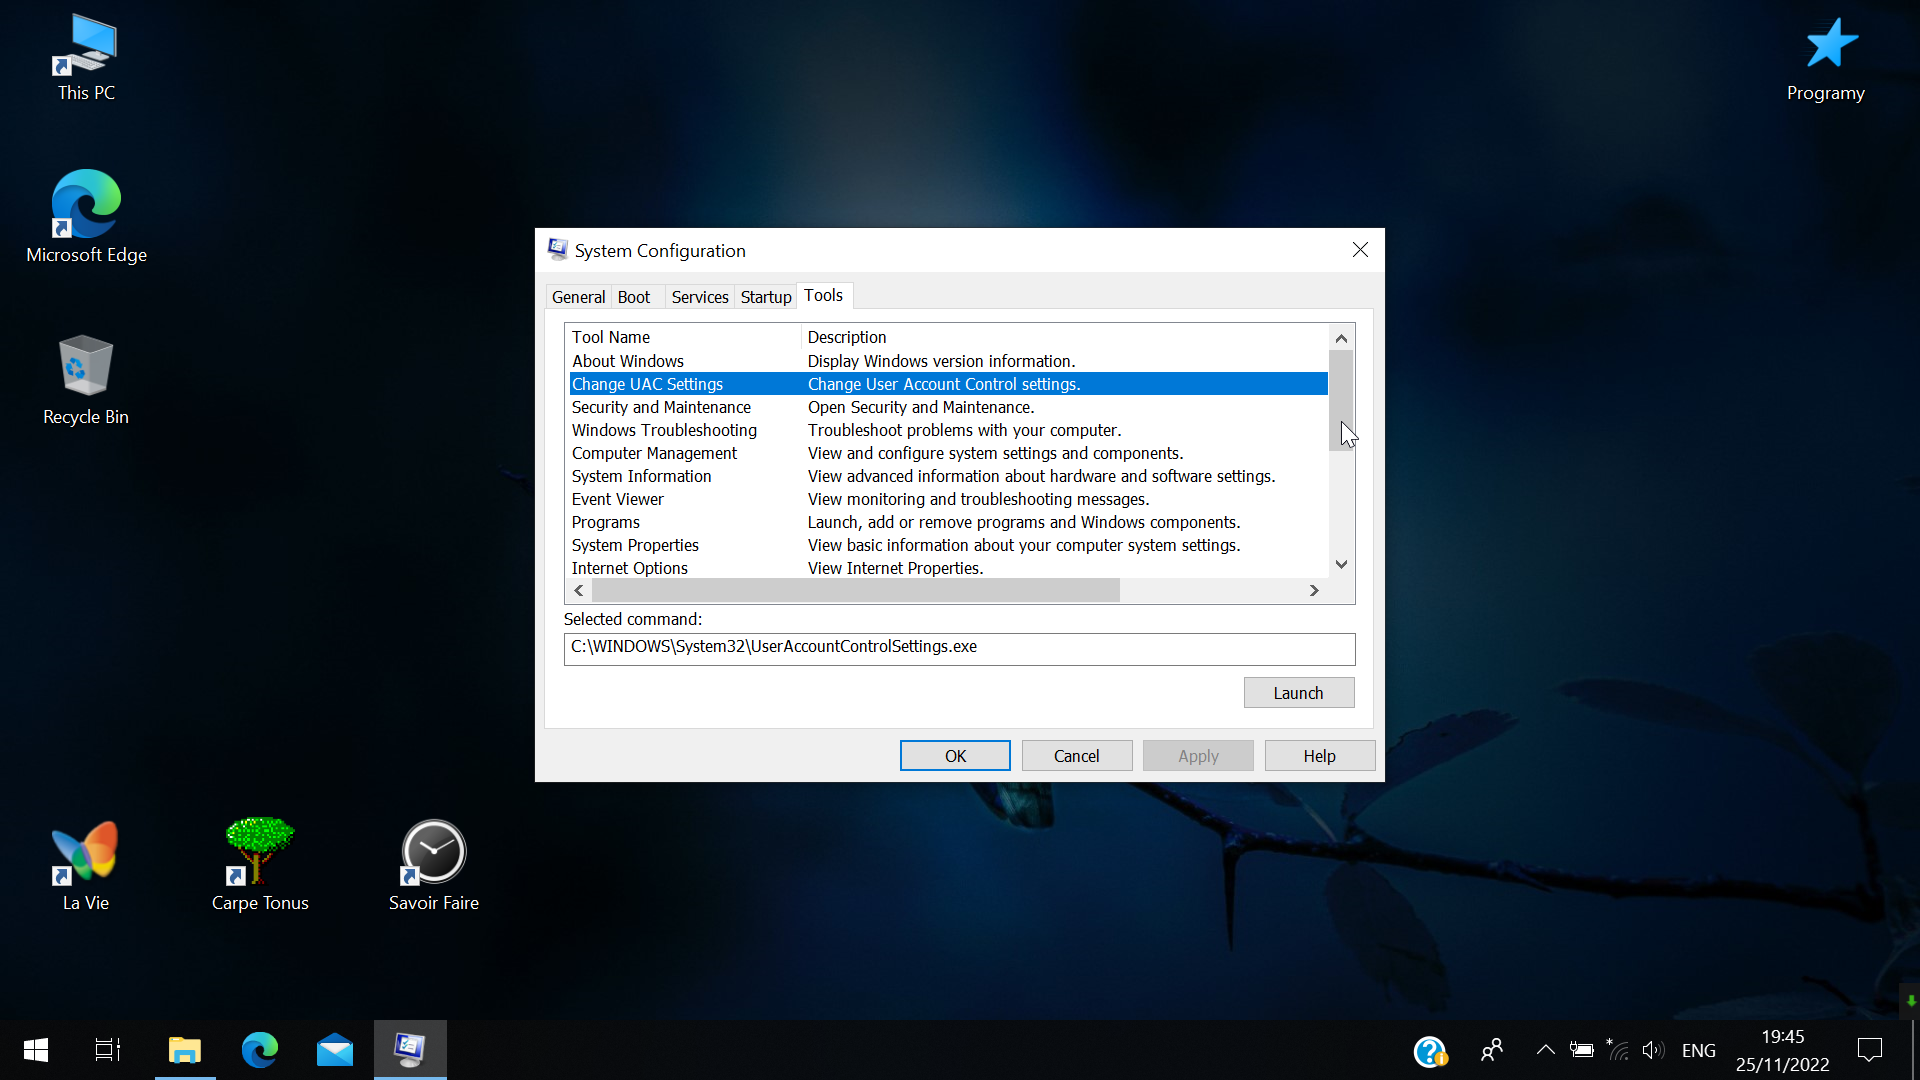 This PC
Programy
Microsoft Edge
Recycle Bin
System Configuration
General Boot Services Startup Tools
Tool Name Description
About Windows Display Windows version information.
Change UAC Settings Change User Account Control settings.
Security and Maintenance Open Security and Maintenance.
Windows Troubleshooting Troubleshoot problems with your computer.
Computer Management View and configure system settings and components.
System Information View advanced information about hardware and software settings.
Event Viewer View monitoring and troubleshooting messages.
Programs Launch, add or remove programs and Windows components.
System Properties View basic information about your computer system settings.
Internet Options View Internet Properties.
Selected command:
C:\WINDOWS\System32\UserAccountControlSettings.exe
Launch
OK Cancel Apply Help
La Vie Carpe Tonus Savoir Faire
ENG
19:45
25/11/2022